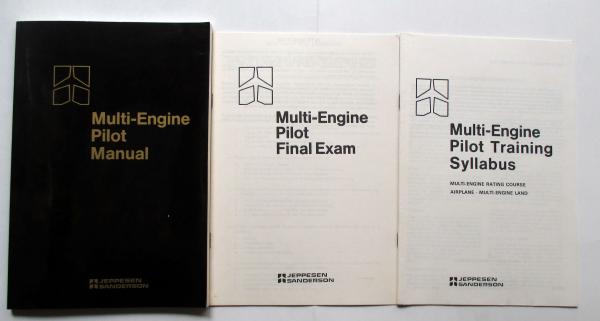 Multi-Engine
Pilot
Manual
JEPPESEN
SANDERSON
Multi-Engine
Pilot
Final Exam
JEPPESEN
SANDERSON
Multi-Engine
Pilot Training
Syllabus
MULTI-ENGINE RATING COURSE
AIRPLANE - MULTI-ENGINE LAND
JEPPESEN
SANDERSON